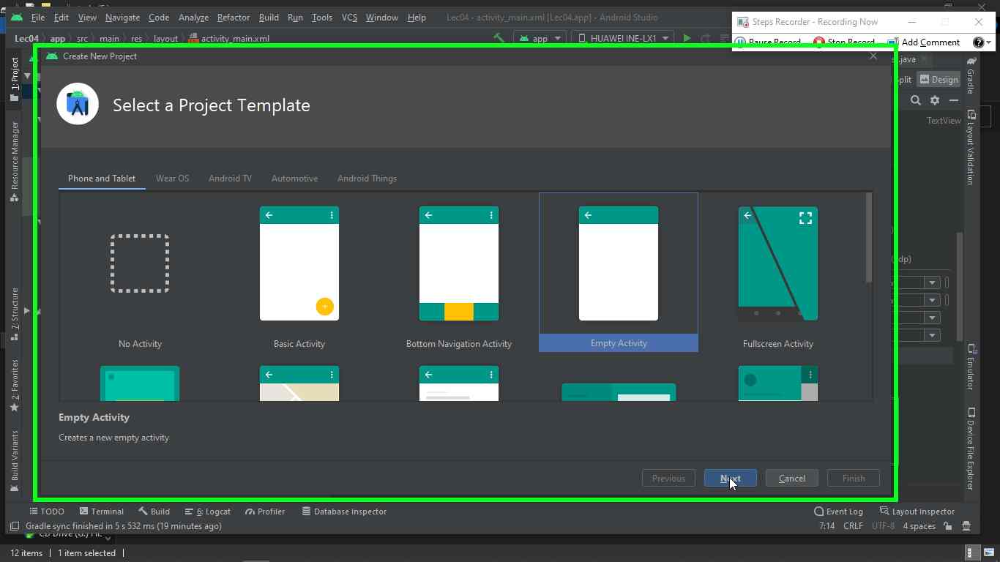 File Edit View Navigate Code Analyze Refactor Build Run Tools VCS Window Help Lec04 - activity_main.xml [Lec04.app] - Android Studio
Steps Recorder - Recording Now
Lec04 app src main res layout activity_main.xml app HUAWEI INE-LX1
Pause Record Stop Record Add Comment
Create New Project
.java
Select a Project Template
Split Design
TextView
Phone and Tablet Wear OS Android TV Automotive Android Things
No Activity Basic Activity Bottom Navigation Activity Empty Activity Fullscreen Activity
Empty Activity
Creates a new empty activity
Previous Next Cancel Finish
1: Project
Resource Manager
7: Structure
2: Favorites
Build Variants
Gradle
Layout Validation
Emulator
Device File Explorer
TODO Terminal Build 6: Logcat Profiler Database Inspector Event Log Layout Inspector
Gradle sync finished in 5 s 532 ms (19 minutes ago) 7:14 CRLF UTF-8 4 spaces
12 items 1 item selected